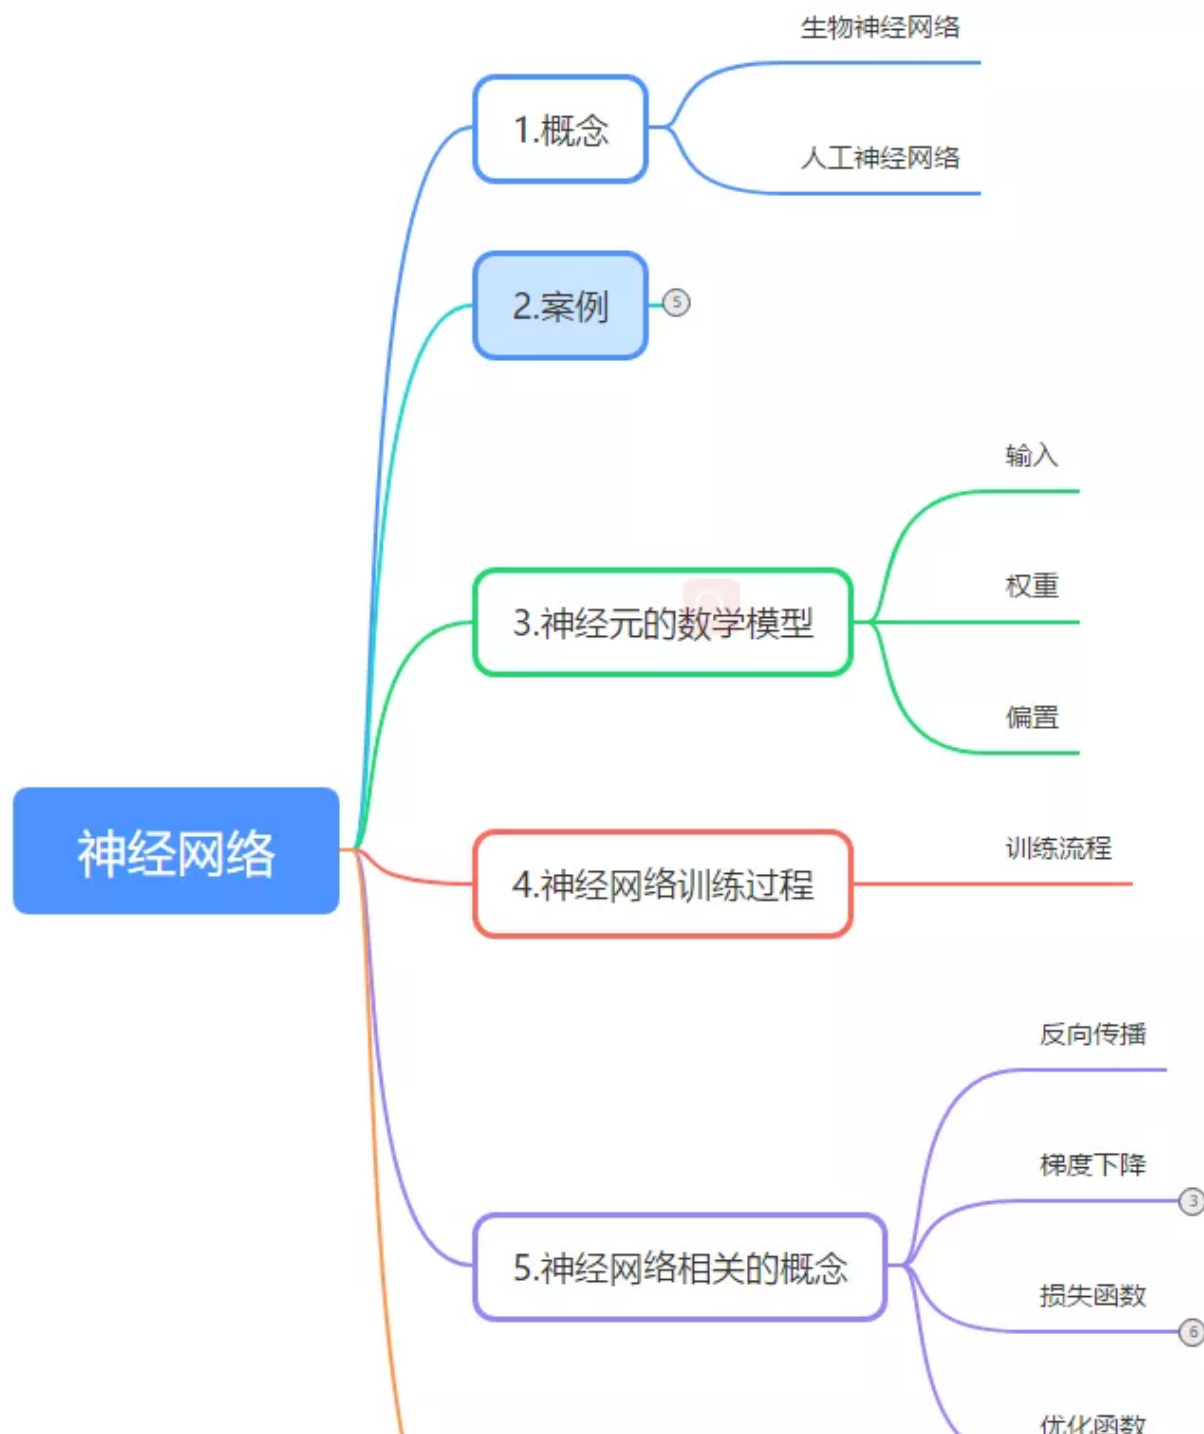 生物神经网络
1.概念
人工神经网络
2.案例
5
输入
3.神经元的数学模型
权重
偏置
神经网络
4.神经网络训练过程
训练流程
反向传播
梯度下降
3
5.神经网络相关的概念
损失函数
6
优化函数